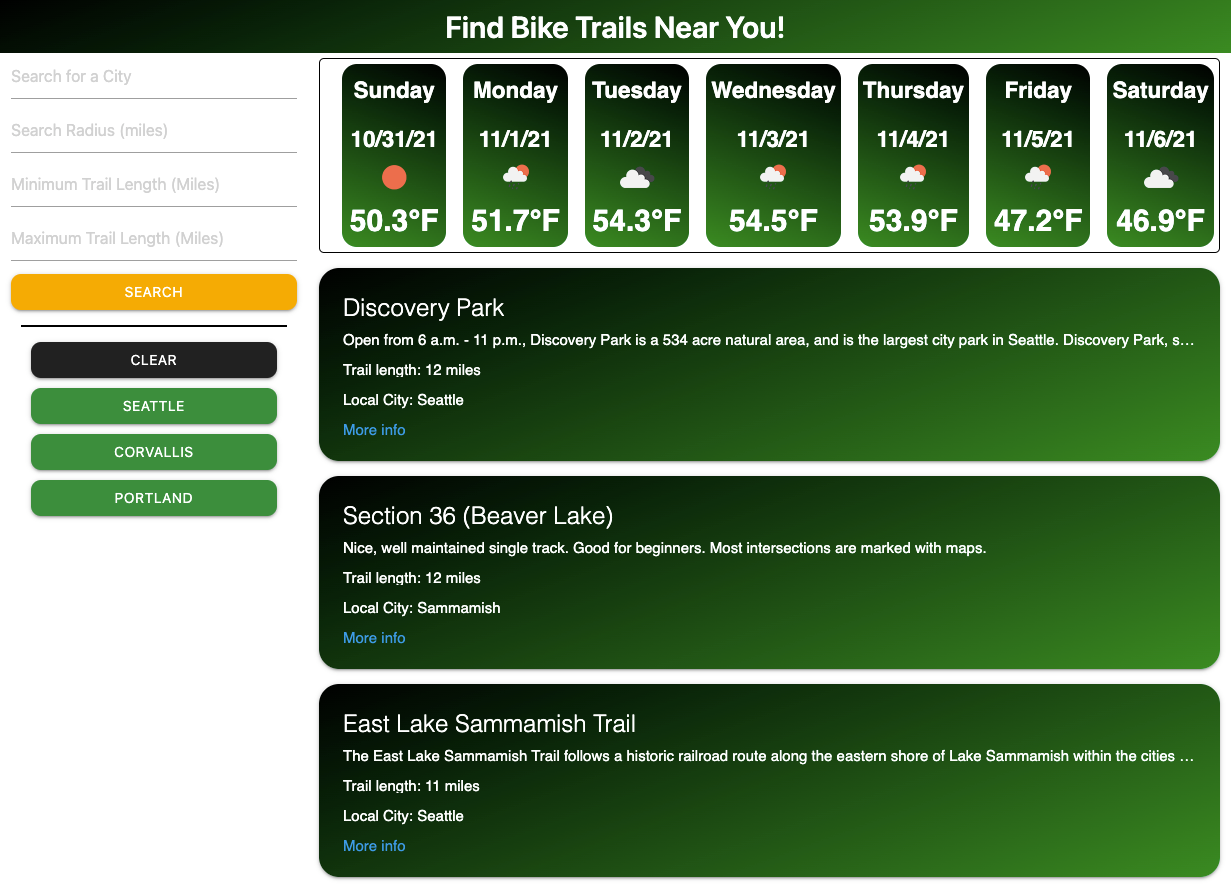 Find Bike Trails Near You!
Search for a City
Search Radius (miles)
Minimum Trail Length (Miles)
Maximum Trail Length (Miles)
SEARCH
CLEAR
SEATTLE
CORVALLIS
PORTLAND
Sunday
10/31/21
50.3°F
Monday
11/1/21
51.7°F
Tuesday
11/2/21
54.3°F
Wednesday
11/3/21
54.5°F
Thursday
11/4/21
53.9°F
Friday
11/5/21
47.2°F
Saturday
11/6/21
46.9°F
Discovery Park
Open from 6 a.m. - 11 p.m., Discovery Park is a 534 acre natural area, and is the largest city park in Seattle. Discovery Park, s…
Trail length: 12 miles
Local City: Seattle
More info
Section 36 (Beaver Lake)
Nice, well maintained single track. Good for beginners. Most intersections are marked with maps.
Trail length: 12 miles
Local City: Sammamish
More info
East Lake Sammamish Trail
The East Lake Sammamish Trail follows a historic railroad route along the eastern shore of Lake Sammamish within the cities …
Trail length: 11 miles
Local City: Seattle
More info